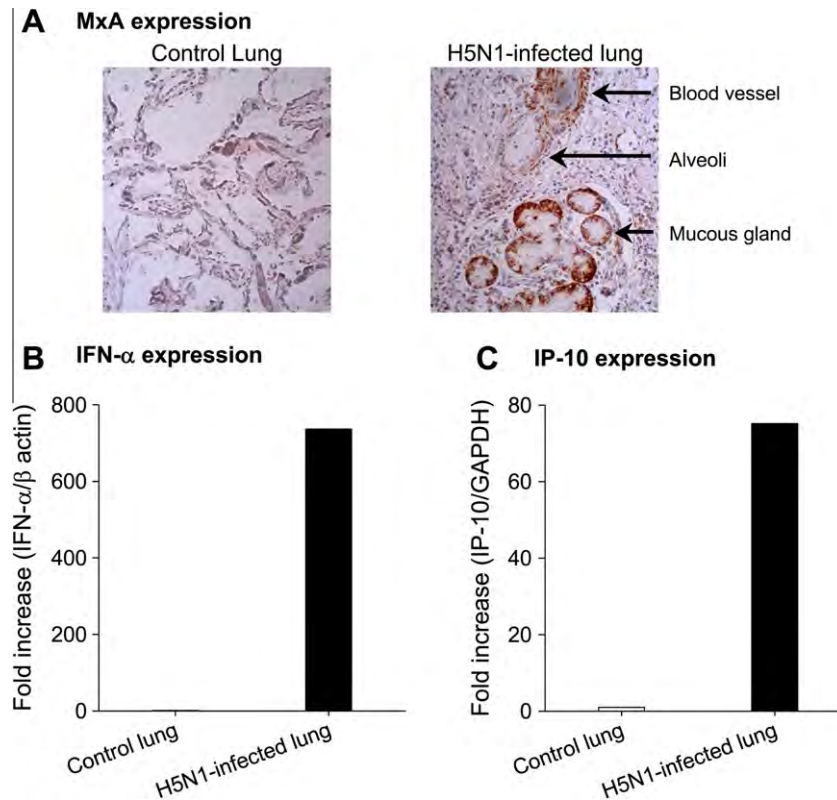 A MxA expression
Control Lung
H5N1-infected lung
Blood vessel
Alveoli
Mucous gland
B IFN-α expression
Fold increase (IFN-α/β actin)
800
600
400
200
0
Control lung
H5N1-infected lung
C IP-10 expression
Fold increase (IP-10/GAPDH)
80
60
40
20
0
Control lung
H5N1-infected lung